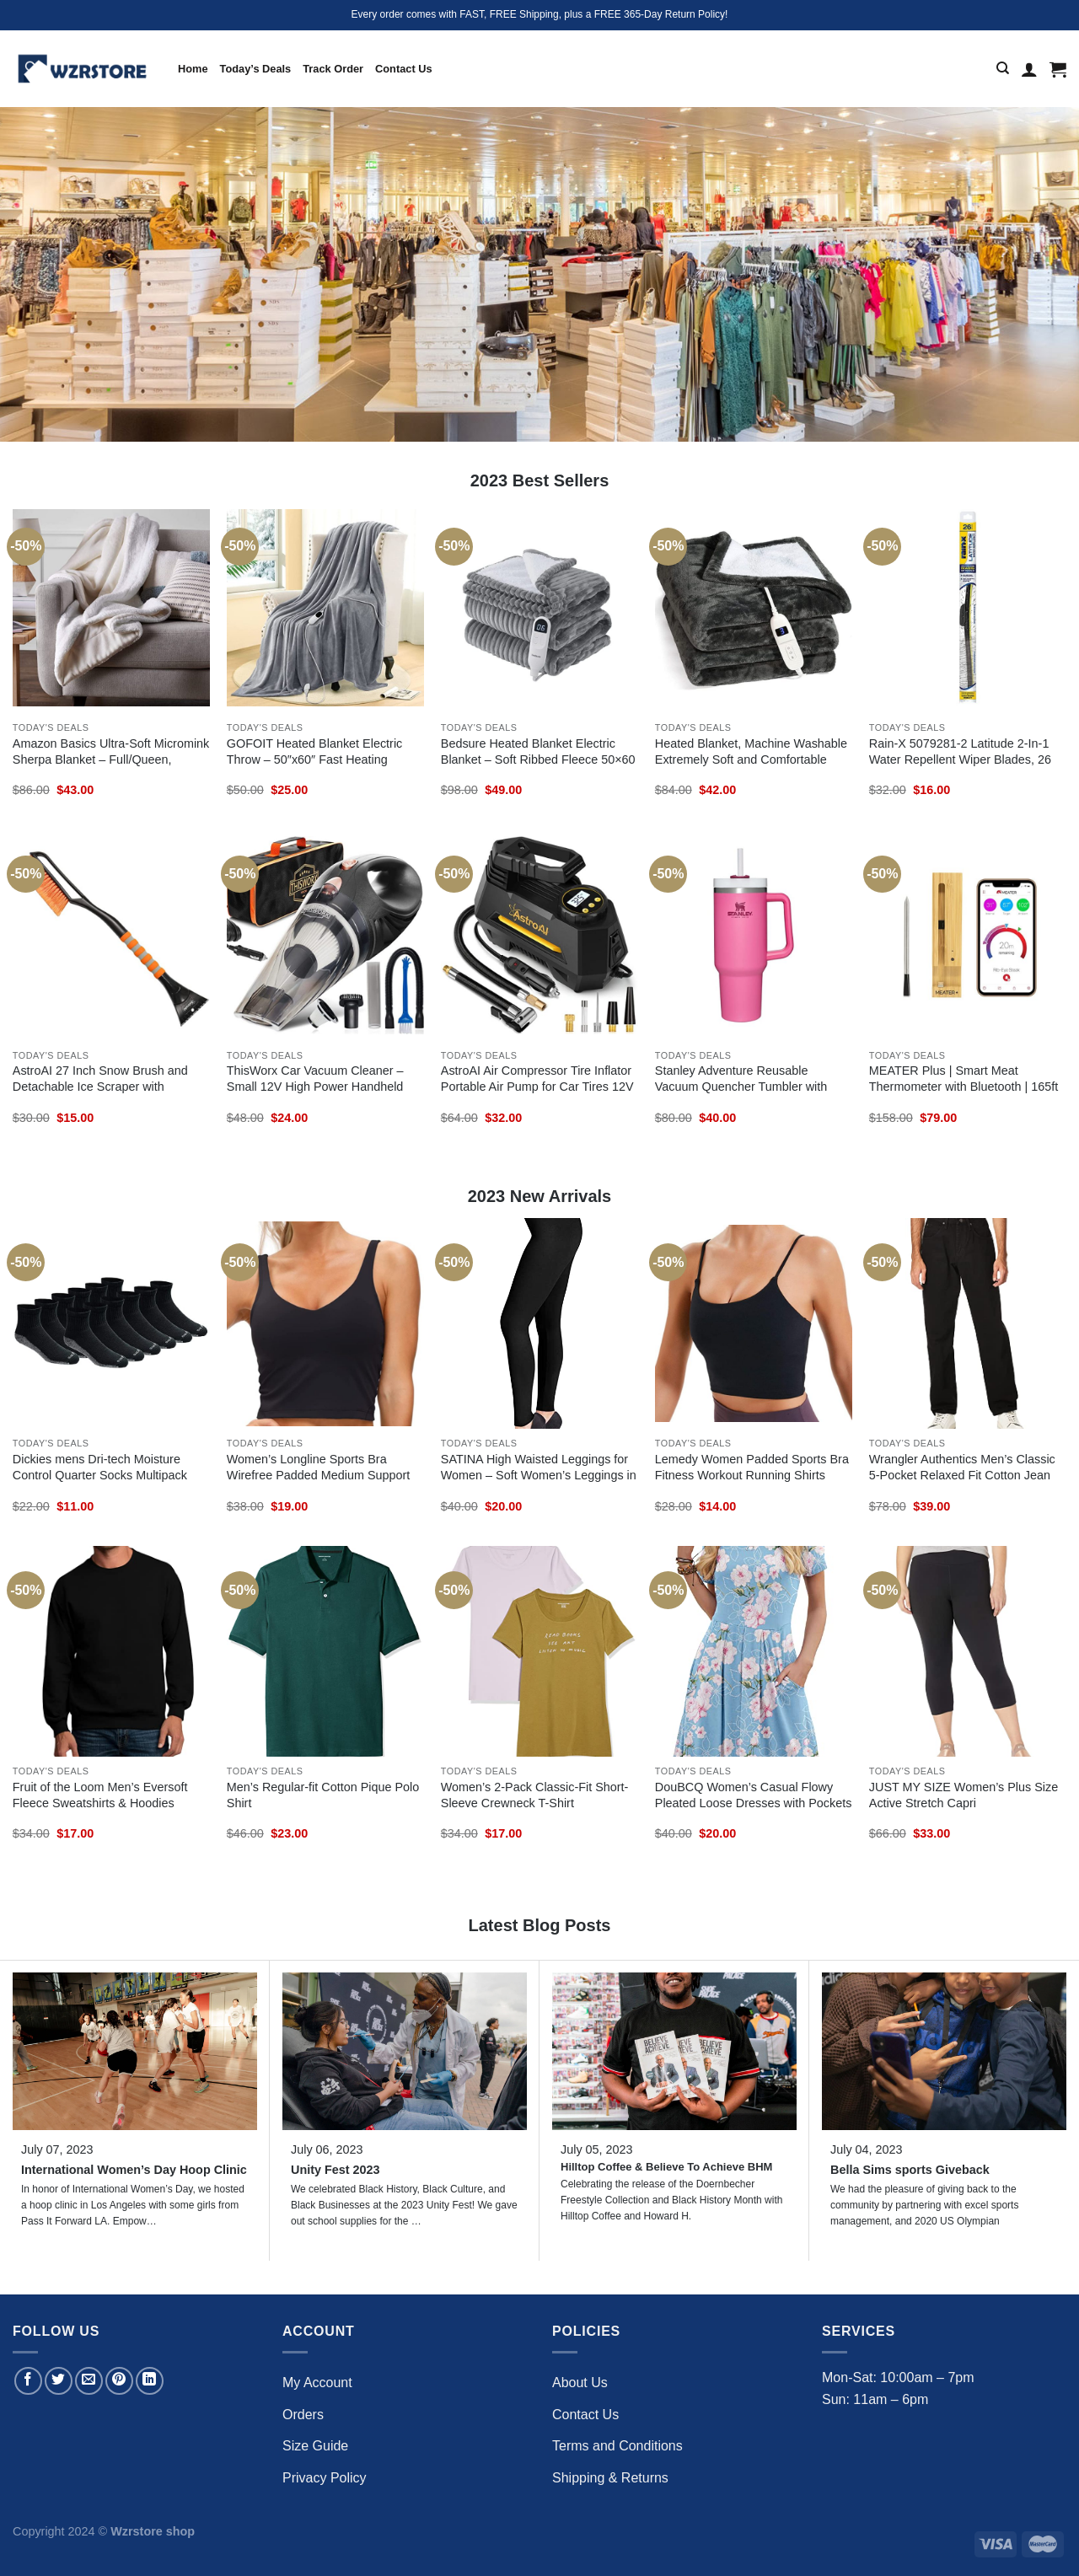 Every order comes with FAST, FREE Shipping, plus a FREE 365-Day Return Policy!
WZRSTORE
Home Today’s Deals Track Order Contact Us
2023 Best Sellers
-50% -50% -50% -50% -50%
TODAY'S DEALS TODAY'S DEALS TODAY'S DEALS TODAY'S DEALS TODAY'S DEALS
Amazon Basics Ultra-Soft Micromink GOFOIT Heated Blanket Electric Bedsure Heated Blanket Electric Heated Blanket, Machine Washable Rain-X 5079281-2 Latitude 2-In-1
Sherpa Blanket – Full/Queen, Throw – 50″x60″ Fast Heating Blanket – Soft Ribbed Fleece 50×60 Extremely Soft and Comfortable Water Repellent Wiper Blades, 26
$86.00 $43.00 $50.00 $25.00 $98.00 $49.00 $84.00 $42.00 $32.00 $16.00
-50% -50% -50% -50% -50%
AstroAI
STANLEY
MEATER
TODAY'S DEALS TODAY'S DEALS TODAY'S DEALS TODAY'S DEALS TODAY'S DEALS
AstroAI 27 Inch Snow Brush and ThisWorx Car Vacuum Cleaner – AstroAI Air Compressor Tire Inflator Stanley Adventure Reusable MEATER Plus | Smart Meat
Detachable Ice Scraper with Small 12V High Power Handheld Portable Air Pump for Car Tires 12V Vacuum Quencher Tumbler with Thermometer with Bluetooth | 165ft
$30.00 $15.00 $48.00 $24.00 $64.00 $32.00 $80.00 $40.00 $158.00 $79.00
2023 New Arrivals
-50% -50% -50% -50% -50%
TODAY'S DEALS TODAY'S DEALS TODAY'S DEALS TODAY'S DEALS TODAY'S DEALS
Dickies mens Dri-tech Moisture Women’s Longline Sports Bra SATINA High Waisted Leggings for Lemedy Women Padded Sports Bra Wrangler Authentics Men’s Classic
Control Quarter Socks Multipack Wirefree Padded Medium Support Women – Soft Women’s Leggings in Fitness Workout Running Shirts 5-Pocket Relaxed Fit Cotton Jean
$22.00 $11.00 $38.00 $19.00 $40.00 $20.00 $28.00 $14.00 $78.00 $39.00
-50% -50% -50% -50% -50%
TODAY'S DEALS TODAY'S DEALS TODAY'S DEALS TODAY'S DEALS TODAY'S DEALS
Fruit of the Loom Men’s Eversoft Men’s Regular-fit Cotton Pique Polo Women’s 2-Pack Classic-Fit Short- DouBCQ Women’s Casual Flowy JUST MY SIZE Women’s Plus Size
Fleece Sweatshirts & Hoodies Shirt Sleeve Crewneck T-Shirt Pleated Loose Dresses with Pockets Active Stretch Capri
$34.00 $17.00 $46.00 $23.00 $34.00 $17.00 $40.00 $20.00 $66.00 $33.00
Latest Blog Posts
BELIEVE ACHIEVE
July 07, 2023 July 06, 2023 July 05, 2023 July 04, 2023
International Women’s Day Hoop Clinic Unity Fest 2023 Hilltop Coffee & Believe To Achieve BHM Bella Sims sports Giveback
In honor of International Women’s Day, we hosted We celebrated Black History, Black Culture, and Celebrating the release of the Doernbecher We had the pleasure of giving back to the
a hoop clinic in Los Angeles with some girls from Black Businesses at the 2023 Unity Fest! We gave Freestyle Collection and Black History Month with community by partnering with excel sports
Pass It Forward LA. Empow… out school supplies for the … Hilltop Coffee and Howard H. management, and 2020 US Olympian
FOLLOW US ACCOUNT POLICIES SERVICES
My Account About Us Mon-Sat: 10:00am – 7pm
Orders Contact Us Sun: 11am – 6pm
Size Guide Terms and Conditions
Privacy Policy Shipping & Returns
Copyright 2024 © Wzrstore shop
VISA MasterCard